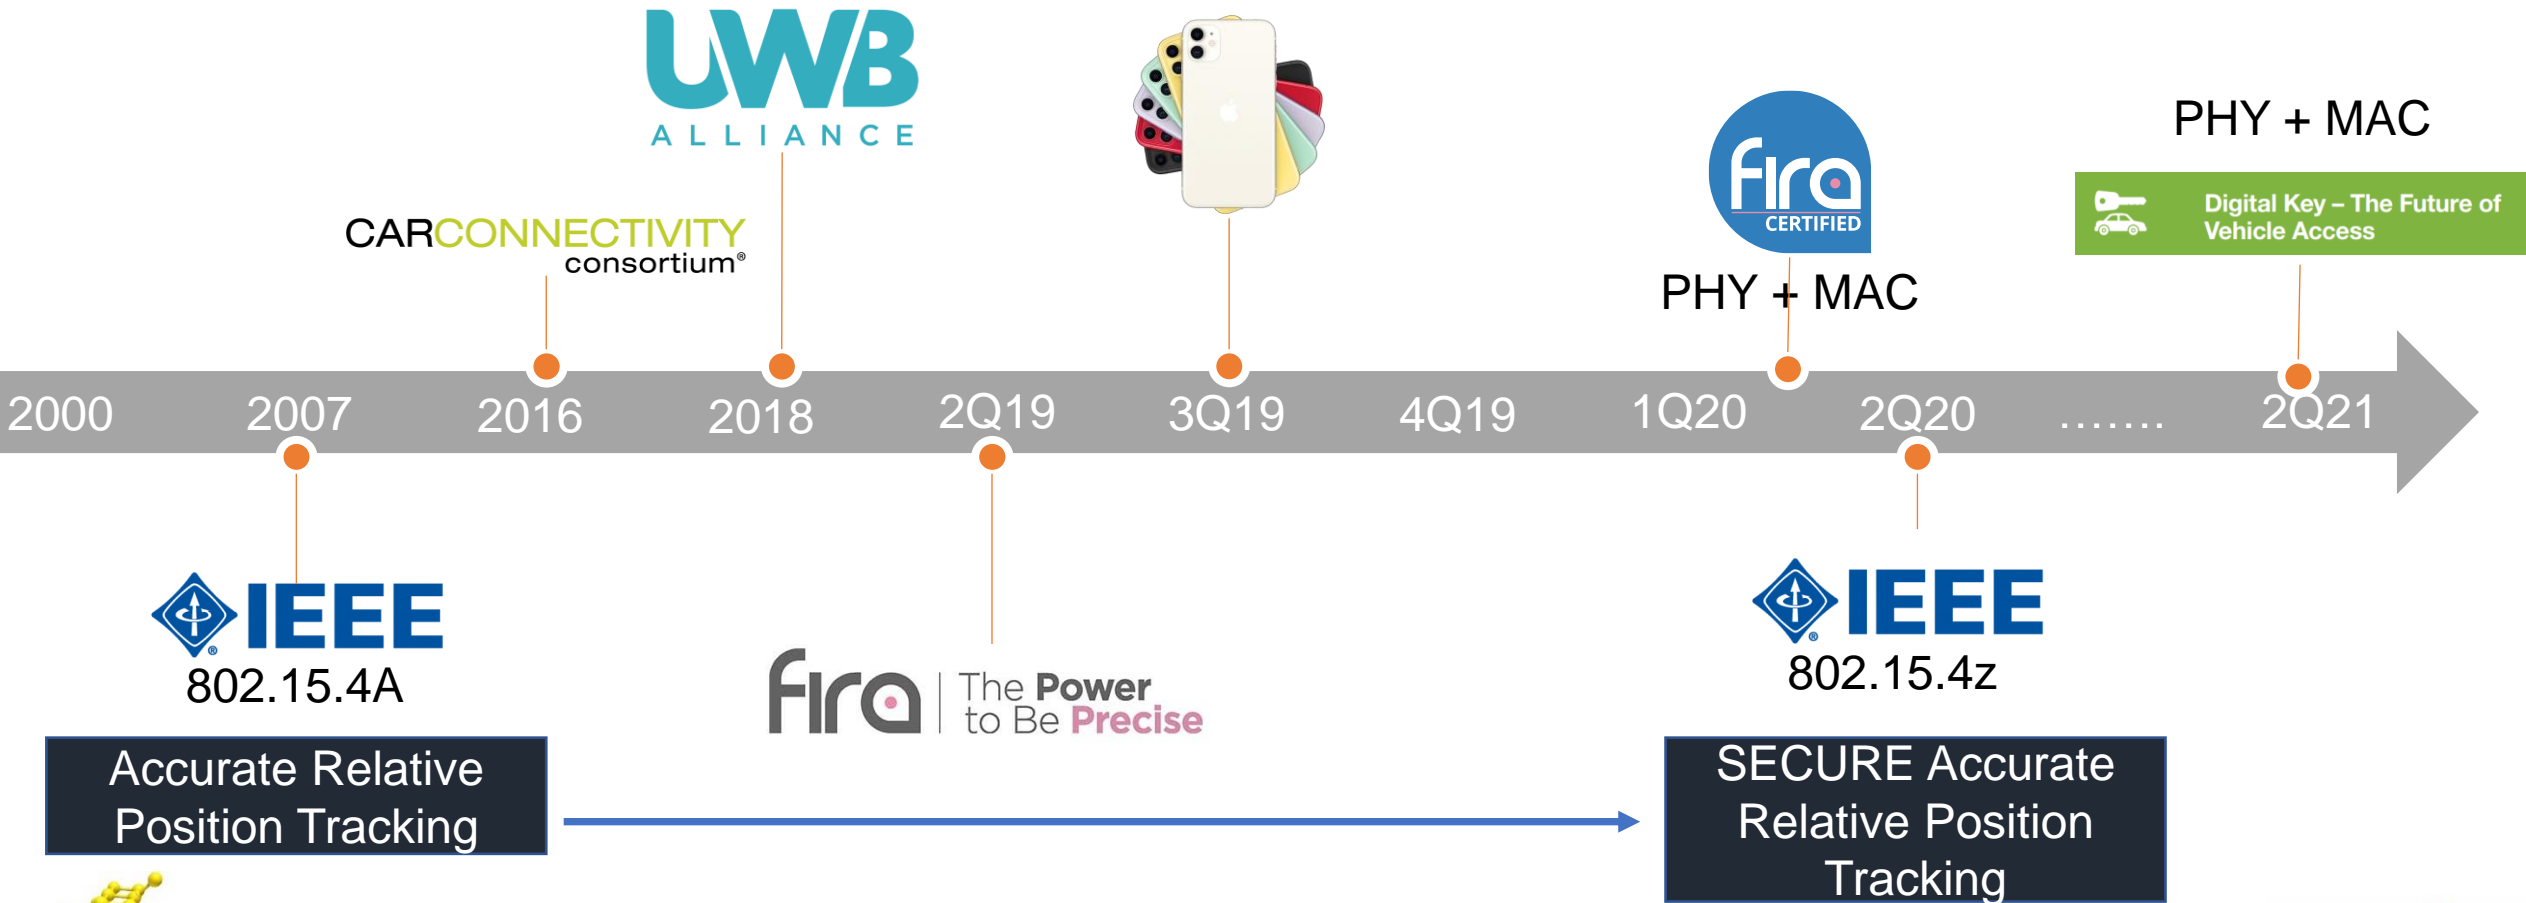 UWB
ALLIANCE
CARCONNECTIVITY
consortium®
fira
CERTIFIED
PHY + MAC
PHY + MAC
Digital Key – The Future of
Vehicle Access
2000 2007 2016 2018 2Q19 3Q19 4Q19 1Q20 2Q20 ....... 2Q21
IEEE
802.15.4A
fira
The Power
to Be Precise
IEEE
802.15.4z
Accurate Relative
Position Tracking
SECURE Accurate
Relative Position
Tracking